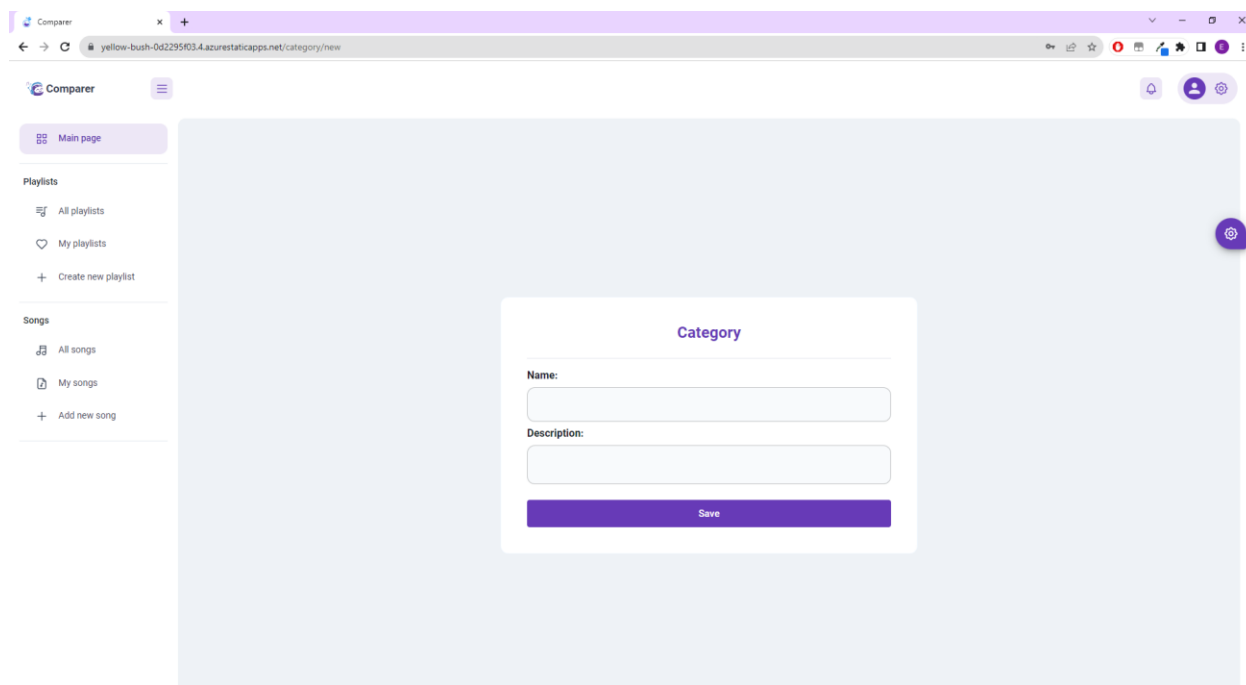 Comparer
yellow-bush-0d2295f03.4.azurestaticapps.net/category/new
E
Comparer
Main page
Playlists
All playlists
My playlists
Create new playlist
Songs
All songs
My songs
Add new song
Category
Name:
Description:
Save